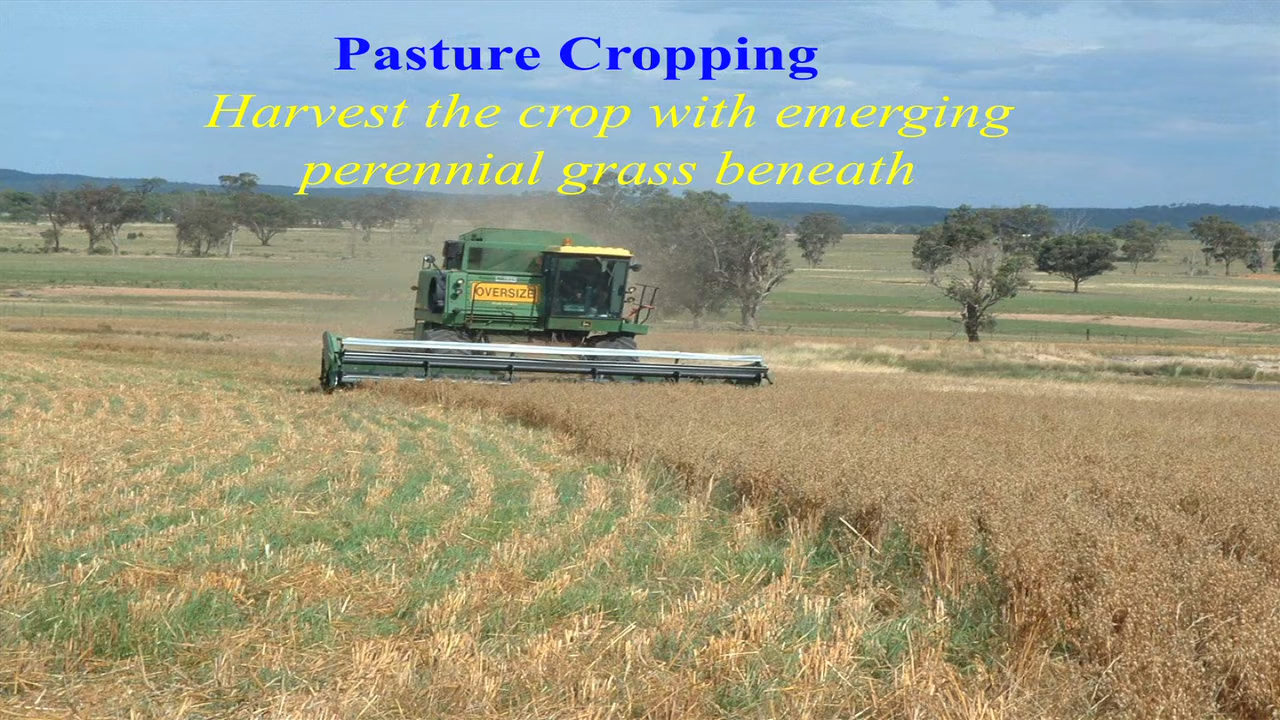 Pasture Cropping
Harvest the crop with emerging
perennial grass beneath
OVERSIZE